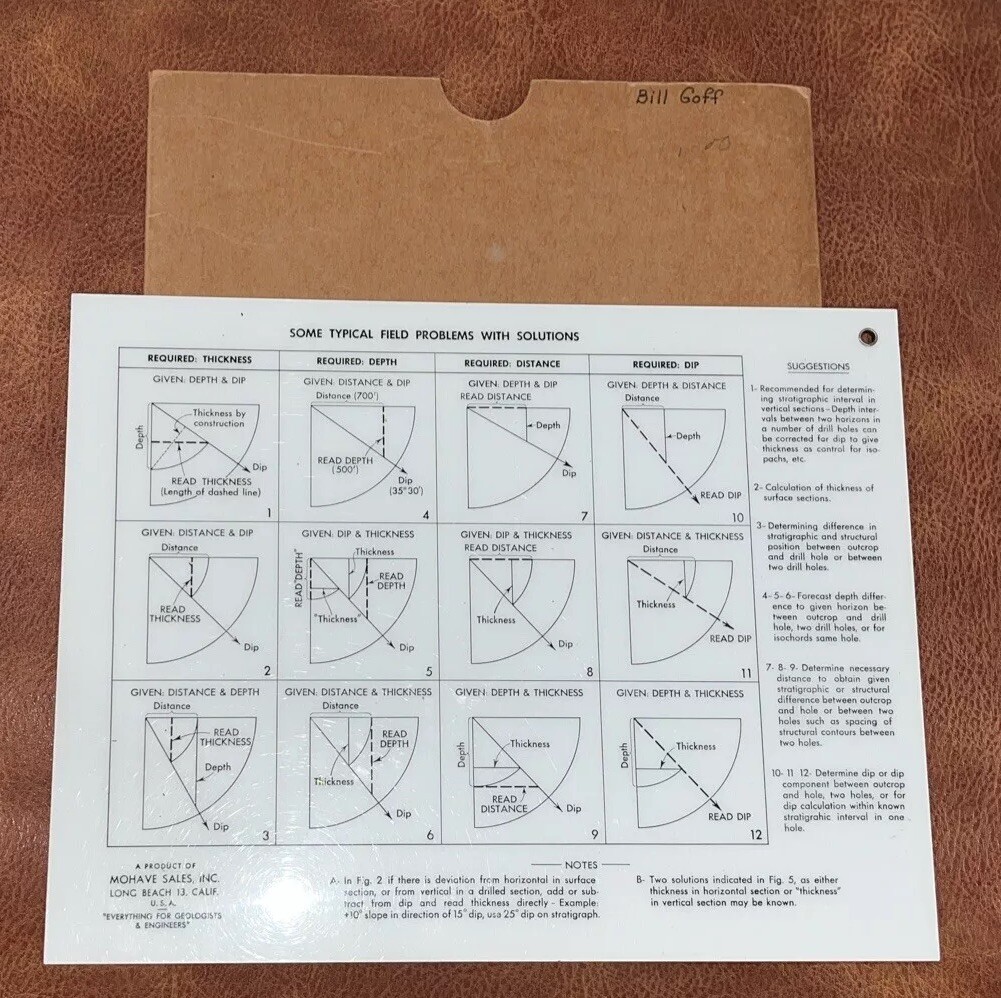 Bill Goff
SOME TYPICAL FIELD PROBLEMS WITH SOLUTIONS
REQUIRED: THICKNESS
GIVEN: DEPTH & DIP
Thickness by
construction
Depth
Dip
READ THICKNESS
(Length of dashed line)
1
GIVEN: DISTANCE & DIP
Distance
READ
THICKNESS
Dip
2
GIVEN: DISTANCE & DEPTH
Distance
READ
THICKNESS
Depth
Dip
3
REQUIRED: DEPTH
GIVEN: DISTANCE & DIP
Distance (700')
READ DEPTH
(500')
Dip
(35°30')
4
GIVEN: DIP & THICKNESS
Thickness
READ "DEPTH"
READ
DEPTH
"Thickness"
Dip
5
GIVEN: DISTANCE & THICKNESS
Distance
READ
DEPTH
Thickness
Dip
6
REQUIRED: DISTANCE
GIVEN: DEPTH & DIP
READ DISTANCE
Depth
Dip
7
GIVEN: DIP & THICKNESS
READ DISTANCE
Thickness
Dip
8
GIVEN: DEPTH & THICKNESS
Depth
Thickness
READ
DISTANCE
Dip
9
REQUIRED: DIP
GIVEN: DEPTH & DISTANCE
Distance
Depth
READ DIP
10
GIVEN: DISTANCE & THICKNESS
Distance
Thickness
READ DIP
11
GIVEN: DEPTH & THICKNESS
Depth
Thickness
READ DIP
12
SUGGESTIONS
1- Recommended for determin-
ing stratigraphic interval in
vertical sections - Depth inter-
vals between two horizons in
a number of drill holes can
be corrected for dip to give
thickness as control for iso-
pachs, etc.
2- Calculation of thickness of
surface sections.
3- Determining difference in
stratigraphic and structural
position between outcrop
and drill hole or between
two drill holes.
4- 5- 6- Forecast depth differ-
ence to given horizon be-
tween outcrop and drill
hole, two drill holes, or for
isochords same hole.
7- 8- 9- Determine necessary
distance to obtain given
stratigraphic or structural
difference between outcrop
and hole or between two
holes such as spacing of
structural contours between
two holes.
10- 11 12- Determine dip or dip
component between outcrop
and hole, two holes, or for
dip calculation within known
stratigrahic interval in one
hole.
A PRODUCT OF
MOHAVE SALES, INC.
LONG BEACH 13, CALIF.
U. S. A.
"EVERYTHING FOR GEOLOGISTS
& ENGINEERS"
NOTES
A- In Fig. 2 if there is deviation from horizontal in surface
section, or from vertical in a drilled section, add or sub-
tract from dip and read thickness directly - Example:
+10° slope in direction of 15° dip, use 25° dip on stratigraph.
B- Two solutions indicated in Fig. 5, as either
thickness in horizontal section or "thickness"
in vertical section may be known.